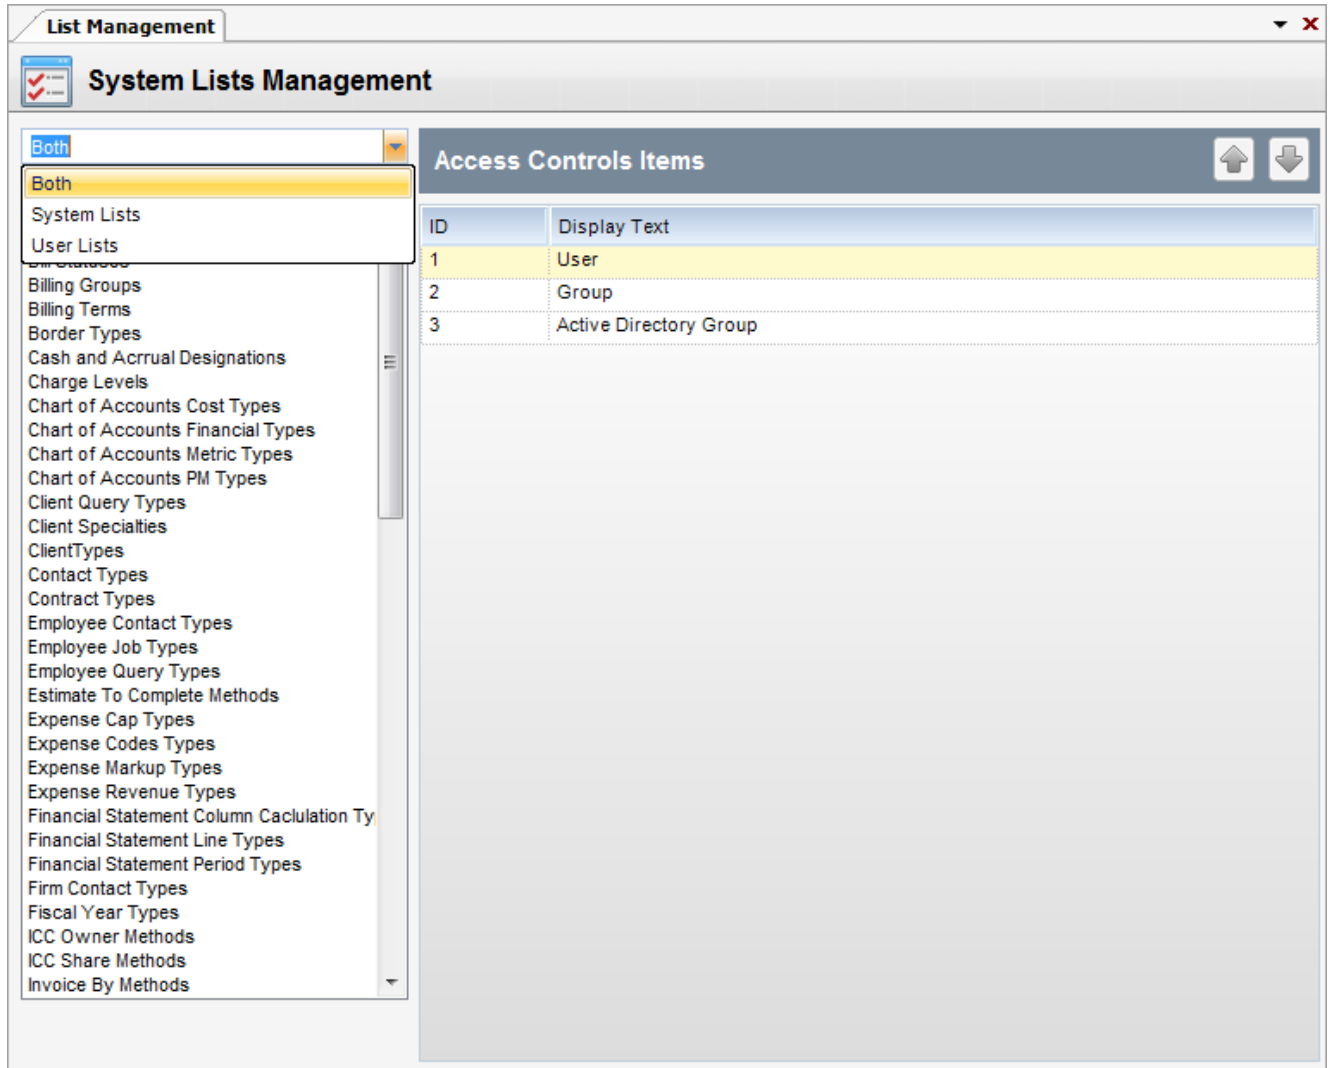 List Management
System Lists Management
Both
Both
System Lists
User Lists
Billing Groups
Billing Terms
Border Types
Cash and Acrrual Designations
Charge Levels
Chart of Accounts Cost Types
Chart of Accounts Financial Types
Chart of Accounts Metric Types
Chart of Accounts PM Types
Client Query Types
Client Specialties
ClientTypes
Contact Types
Contract Types
Employee Contact Types
Employee Job Types
Employee Query Types
Estimate To Complete Methods
Expense Cap Types
Expense Codes Types
Expense Markup Types
Expense Revenue Types
Financial Statement Column Caclulation Ty
Financial Statement Line Types
Financial Statement Period Types
Firm Contact Types
Fiscal Year Types
ICC Owner Methods
ICC Share Methods
Invoice By Methods
Access Controls Items
ID Display Text
1 User
2 Group
3 Active Directory Group